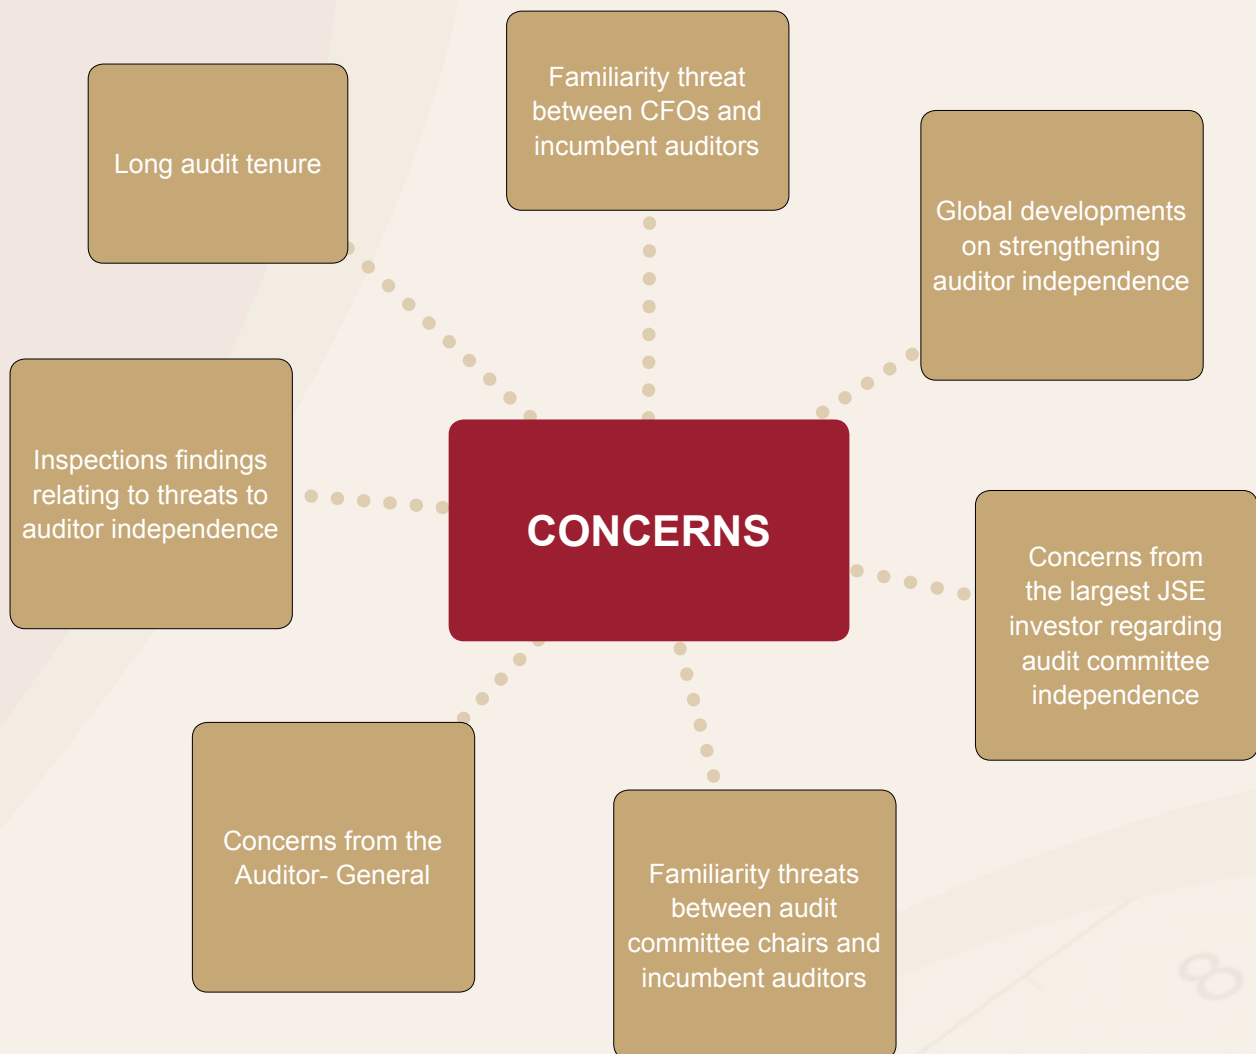 Familiarity threat
between CFOs and
incumbent auditors
Long audit tenure
Global developments
on strengthening
auditor independence
Inspections findings
relating to threats to
auditor independence
CONCERNS
Concerns from
the largest JSE
investor regarding
audit committee
independence
Concerns from the
Auditor- General
Familiarity threats
between audit
committee chairs and
incumbent auditors
8